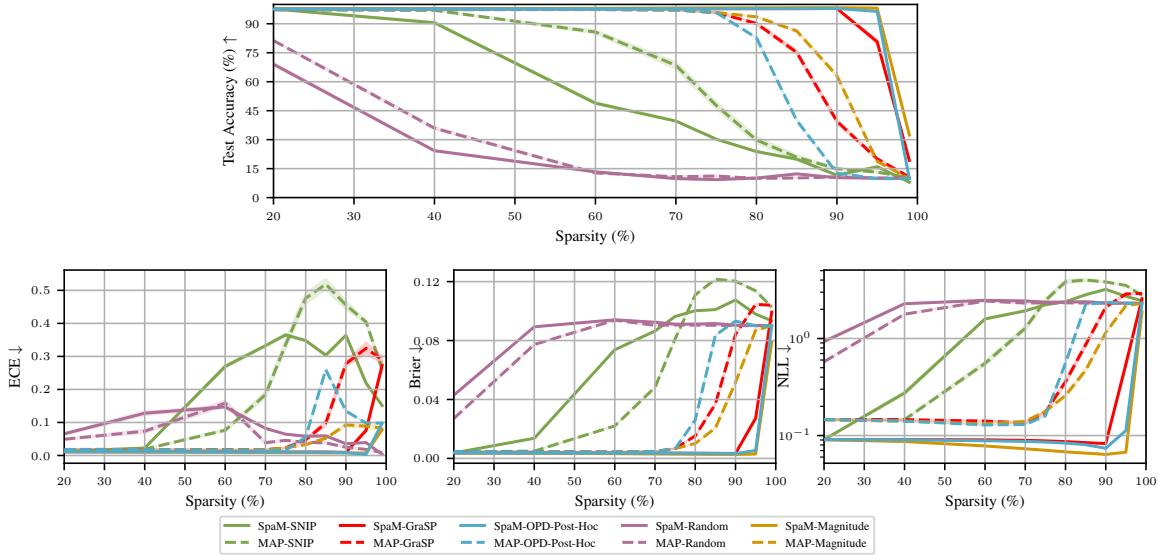 Test Accuracy (%) ↑
90
75
60
45
30
15
0
20 30 40 50 60 70 80 90 100
Sparsity (%)
ECE ↓
0.5
0.4
0.3
0.2
0.1
0.0
20 30 40 50 60 70 80 90 100
Sparsity (%)
Brier ↓
0.12
0.08
0.04
0.00
20 30 40 50 60 70 80 90 100
Sparsity (%)
NLL ↓
10⁰
10⁻¹
20 30 40 50 60 70 80 90 100
Sparsity (%)
SpaM-SNIP SpaM-GraSP SpaM-OPD-Post-Hoc SpaM-Random SpaM-Magnitude
MAP-SNIP MAP-GraSP MAP-OPD-Post-Hoc MAP-Random MAP-Magnitude